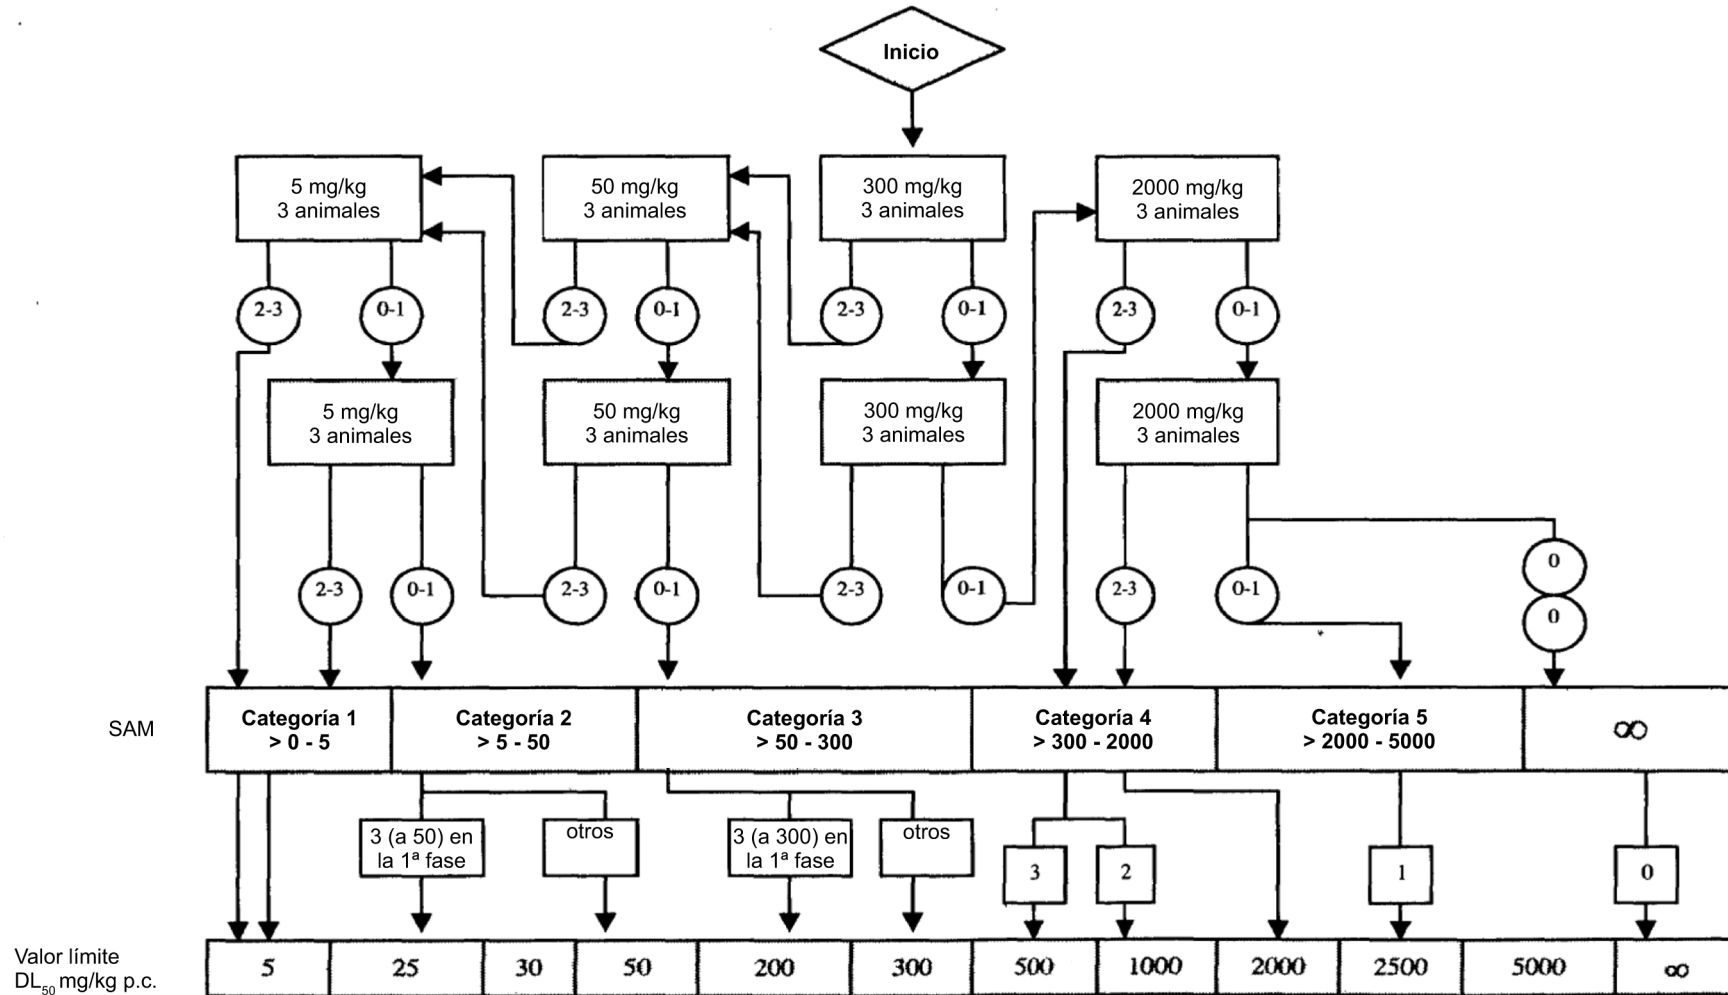 Inicio
5 mg/kg
3 animales
50 mg/kg
3 animales
300 mg/kg
3 animales
2000 mg/kg
3 animales
2-3
0-1
2-3
0-1
2-3
0-1
2-3
0-1
5 mg/kg
3 animales
50 mg/kg
3 animales
300 mg/kg
3 animales
2000 mg/kg
3 animales
2-3
0-1
2-3
0-1
2-3
0-1
2-3
0-1
0
0
SAM
Categoría 1
> 0 - 5
Categoría 2
> 5 - 50
Categoría 3
> 50 - 300
Categoría 4
> 300 - 2000
Categoría 5
> 2000 - 5000
∞
3 (a 50) en
la 1ª fase
otros
3 (a 300) en
la 1ª fase
otros
3
2
1
0
Valor límite
DL50 mg/kg p.c.
5
25
30
50
200
300
500
1000
2000
2500
5000
∞